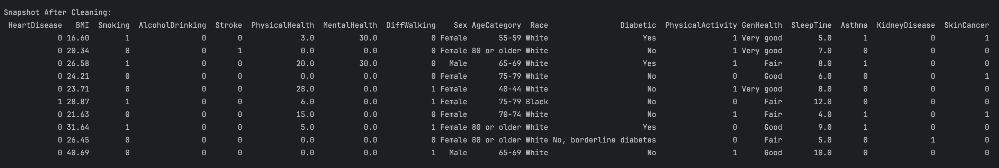 Snapshot After Cleaning:
HeartDisease BMI Smoking AlcoholDrinking Stroke PhysicalHealth MentalHealth DiffWalking Sex AgeCategory Race Diabetic PhysicalActivity GenHealth SleepTime Asthma KidneyDisease SkinCancer
0 16.60 1 0 0 3.0 30.0 0 Female 55-59 White Yes 1 Very good 5.0 1 0 1
0 20.34 0 0 1 0.0 0.0 0 Female 80 or older White No 1 Very good 7.0 0 0 0
0 26.58 1 0 0 20.0 30.0 0 Male 65-69 White Yes 1 Fair 8.0 1 0 0
0 24.21 0 0 0 0.0 0.0 0 Female 75-79 White No 0 Good 6.0 0 0 1
0 23.71 0 0 0 28.0 0.0 1 Female 40-44 White No 1 Very good 8.0 0 0 0
1 28.87 1 0 0 6.0 0.0 1 Female 75-79 Black No 0 Fair 12.0 0 0 0
0 21.63 0 0 0 15.0 0.0 0 Female 70-74 White No 1 Fair 4.0 1 0 1
0 31.64 1 0 0 5.0 0.0 1 Female 80 or older White Yes 0 Good 9.0 1 0 0
0 26.45 0 0 0 0.0 0.0 0 Female 80 or older White No, borderline diabetes 0 Fair 5.0 0 1 0
0 40.69 0 0 0 0.0 0.0 1 Male 65-69 White No 1 Good 10.0 0 0 0